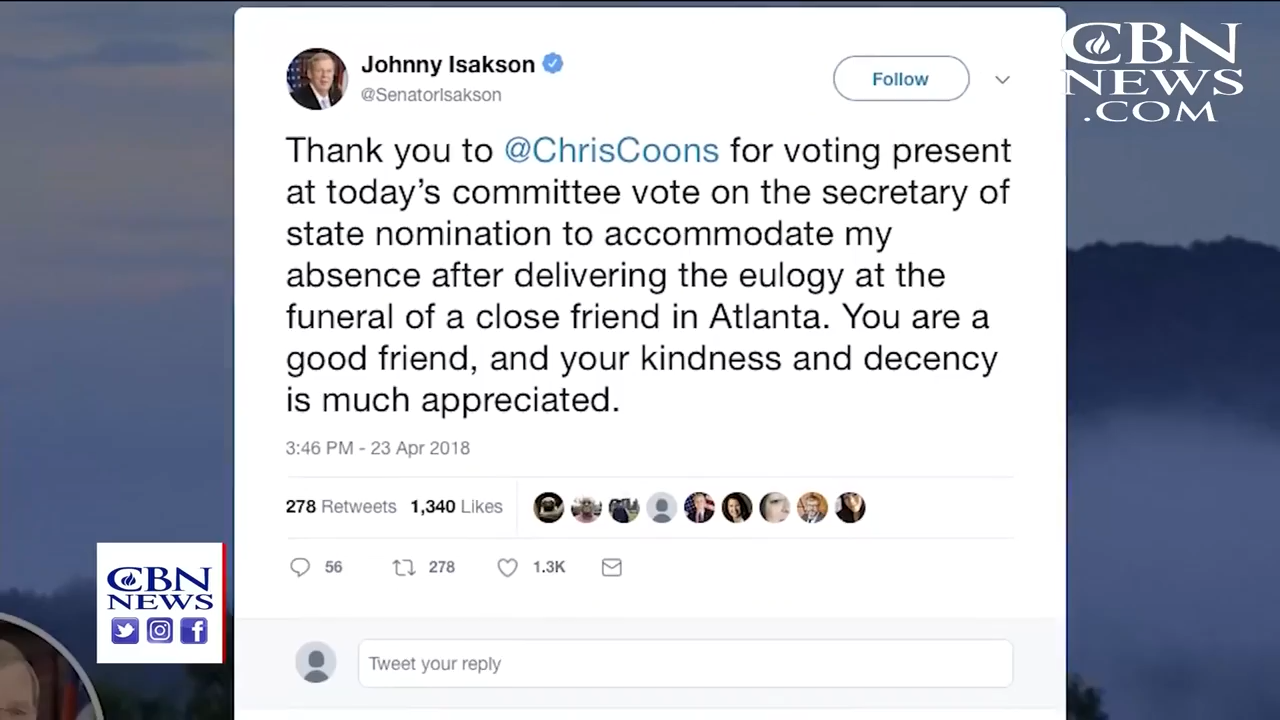 Johnny Isakson
@SenatorIsakson
Follow
CBN
NEWS
.COM
Thank you to @ChrisCoons for voting present
at today’s committee vote on the secretary of
state nomination to accommodate my
absence after delivering the eulogy at the
funeral of a close friend in Atlanta. You are a
good friend, and your kindness and decency
is much appreciated.
3:46 PM - 23 Apr 2018
278 Retweets 1,340 Likes
56 278 1.3K
CBN
NEWS
Tweet your reply